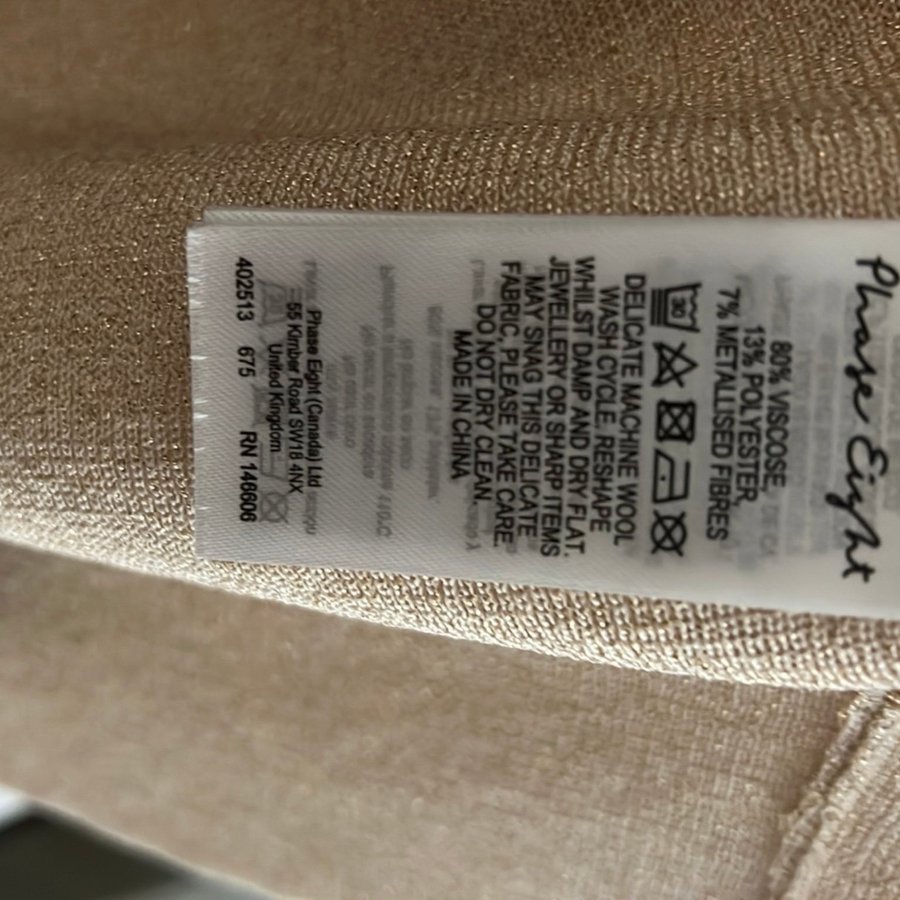 Phase Eight
80% VISCOSE,
13% POLYESTER,
7% METALLISED FIBRES
30
DELICATE MACHINE WOOL
WASH CYCLE. RESHAPE
WHILST DAMP AND DRY FLAT.
JEWELLERY OR SHARP ITEMS
MAY SNAG THIS DELICATE
FABRIC, PLEASE TAKE CARE.
DO NOT DRY CLEAN.
MADE IN CHINA
Phase Eight (Canada) Ltd
55 Kimber Road SW18 4NX
United Kingdom
402513 675 RN 146606